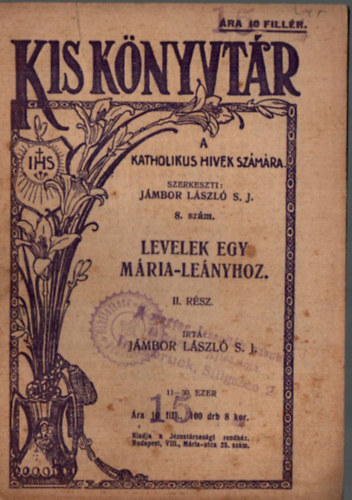 ÁRA 10 FILLÉR.
KIS KÖNYVTÁR
IHS
A
KATHOLIKUS HIVEK SZÁMÁRA
SZERKESZTI:
JÁMBOR LÁSZLÓ S. J.
8. szám.
LEVELEK EGY
MÁRIA-LEÁNYHOZ.
II. RÉSZ.
IRTA:
JÁMBOR LÁSZLÓ S. J.
11—30. EZER
15
Ára 10 fill. 100 drb 8 kor.
Kiadja a Jézustársasági rendház,
Budapest, VIII., Mária-utca 25. szám.